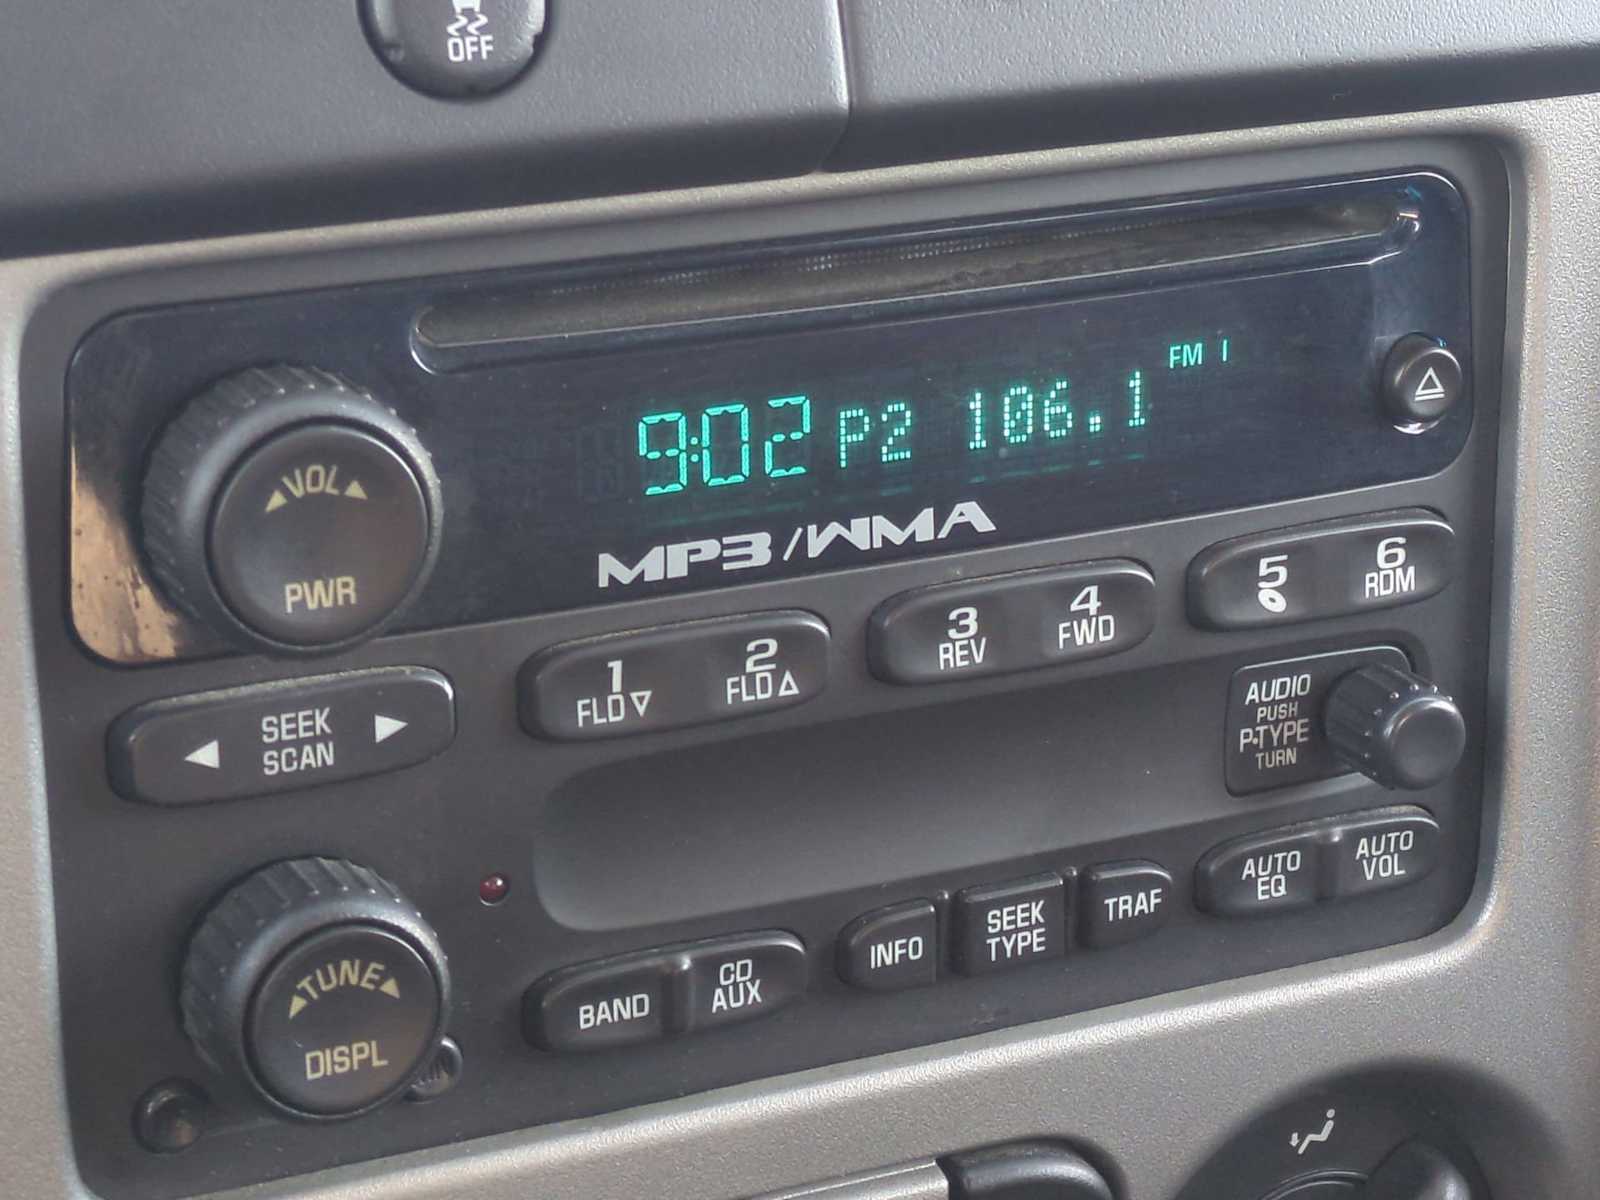 OFF
9:02 P2 106.1 FM 1
VOL
PWR
MP3/WMA
1
FLD
2
FLD
3
REV
4
FWD
5
6
RDM
SEEK
SCAN
AUDIO
PUSH
P-TYPE
TURN
TUNE
DISPL
BAND
CD
AUX
INFO
SEEK
TYPE
TRAF
AUTO
EQ
AUTO
VOL